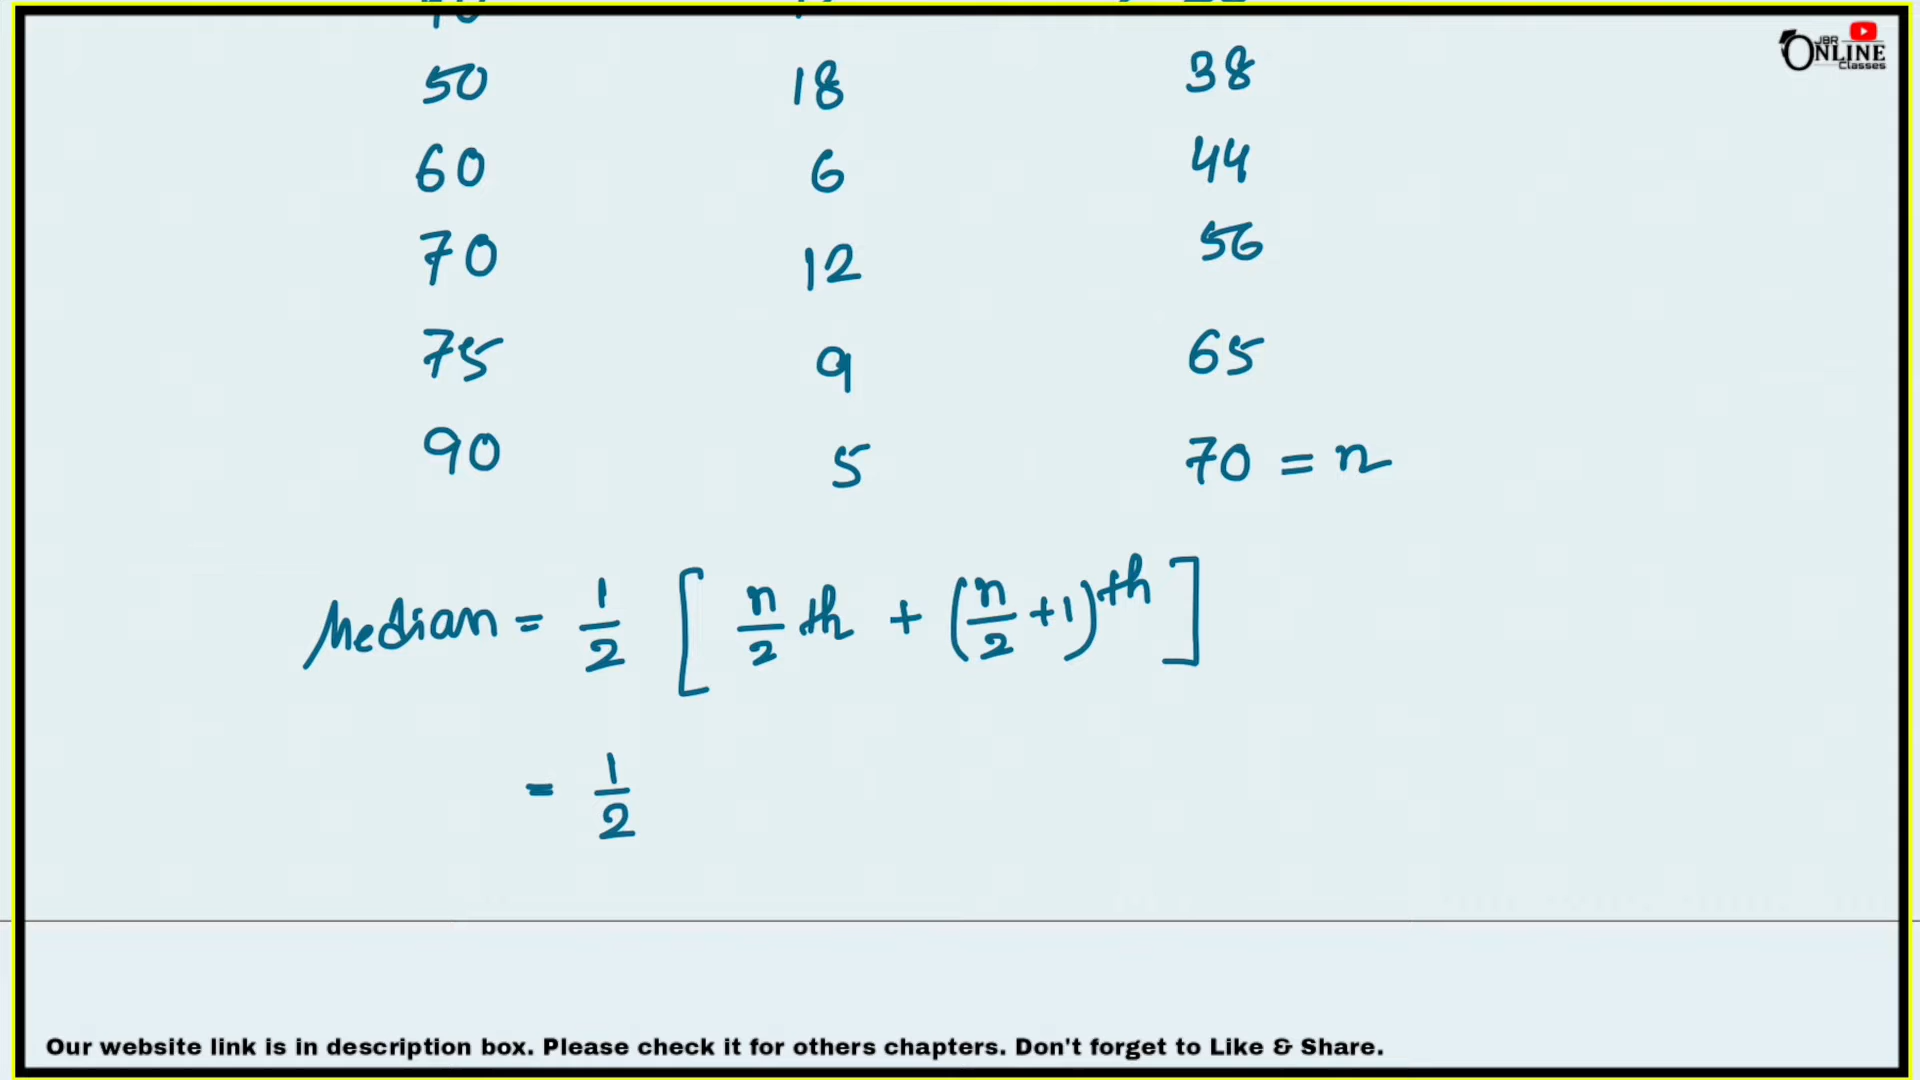 JBR
ONLINE
Classes
50 18 38
60 6 44
70 12 56
75 9 65
90 5 70 = n
Median = 1/2 [ n/2 th + (n/2 + 1)^th ]
= 1/2
Our website link is in description box. Please check it for others chapters. Don't forget to Like & Share.